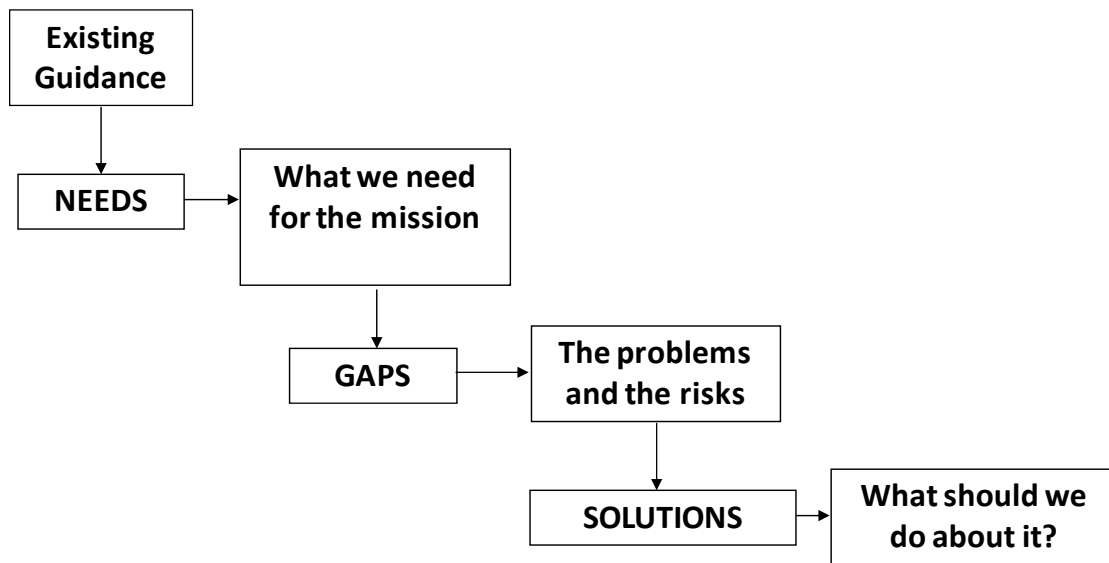 Existing
Guidance
NEEDS
What we need
for the mission
GAPS
The problems
and the risks
SOLUTIONS
What should we
do about it?